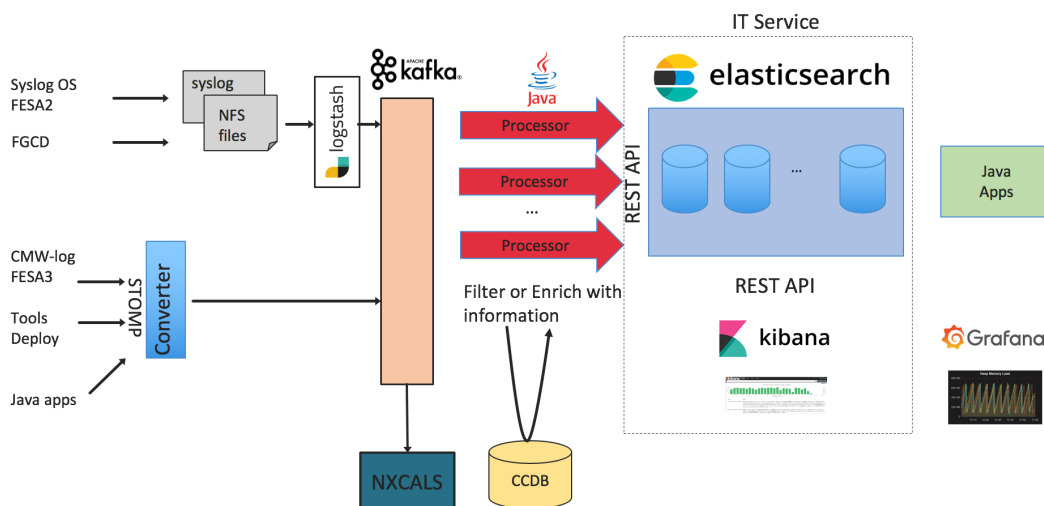 IT Service
APACHE
kafka®
elasticsearch
Syslog OS
FESA2
FGCD
syslog
NFS
files
logstash
Java
Processor
Processor
...
Processor
REST API
...
Java
Apps
CMW-log
FESA3
Tools
Deploy
Java apps
STOMP
Converter
Filter or Enrich with
information
REST API
kibana
Grafana
NXCALS
CCDB